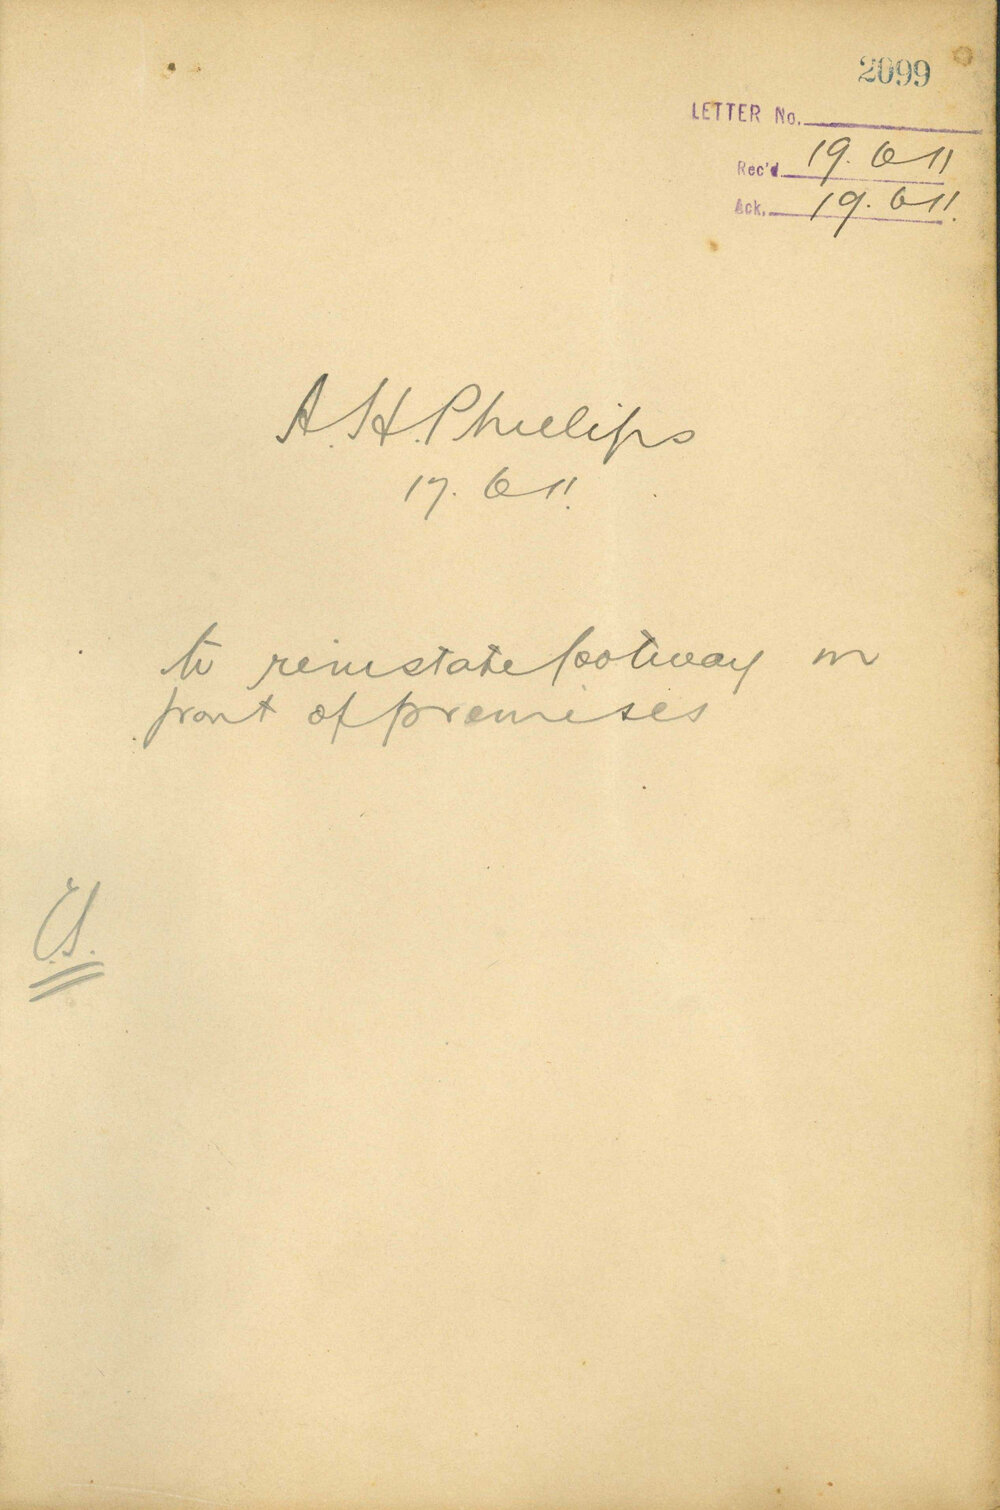 2099
LETTER No.
Rec'd 19. 6 11
Ack. 19. 6 11.
A. H. Phillips
17. 6 11.
to reinstate footway in
front of premises